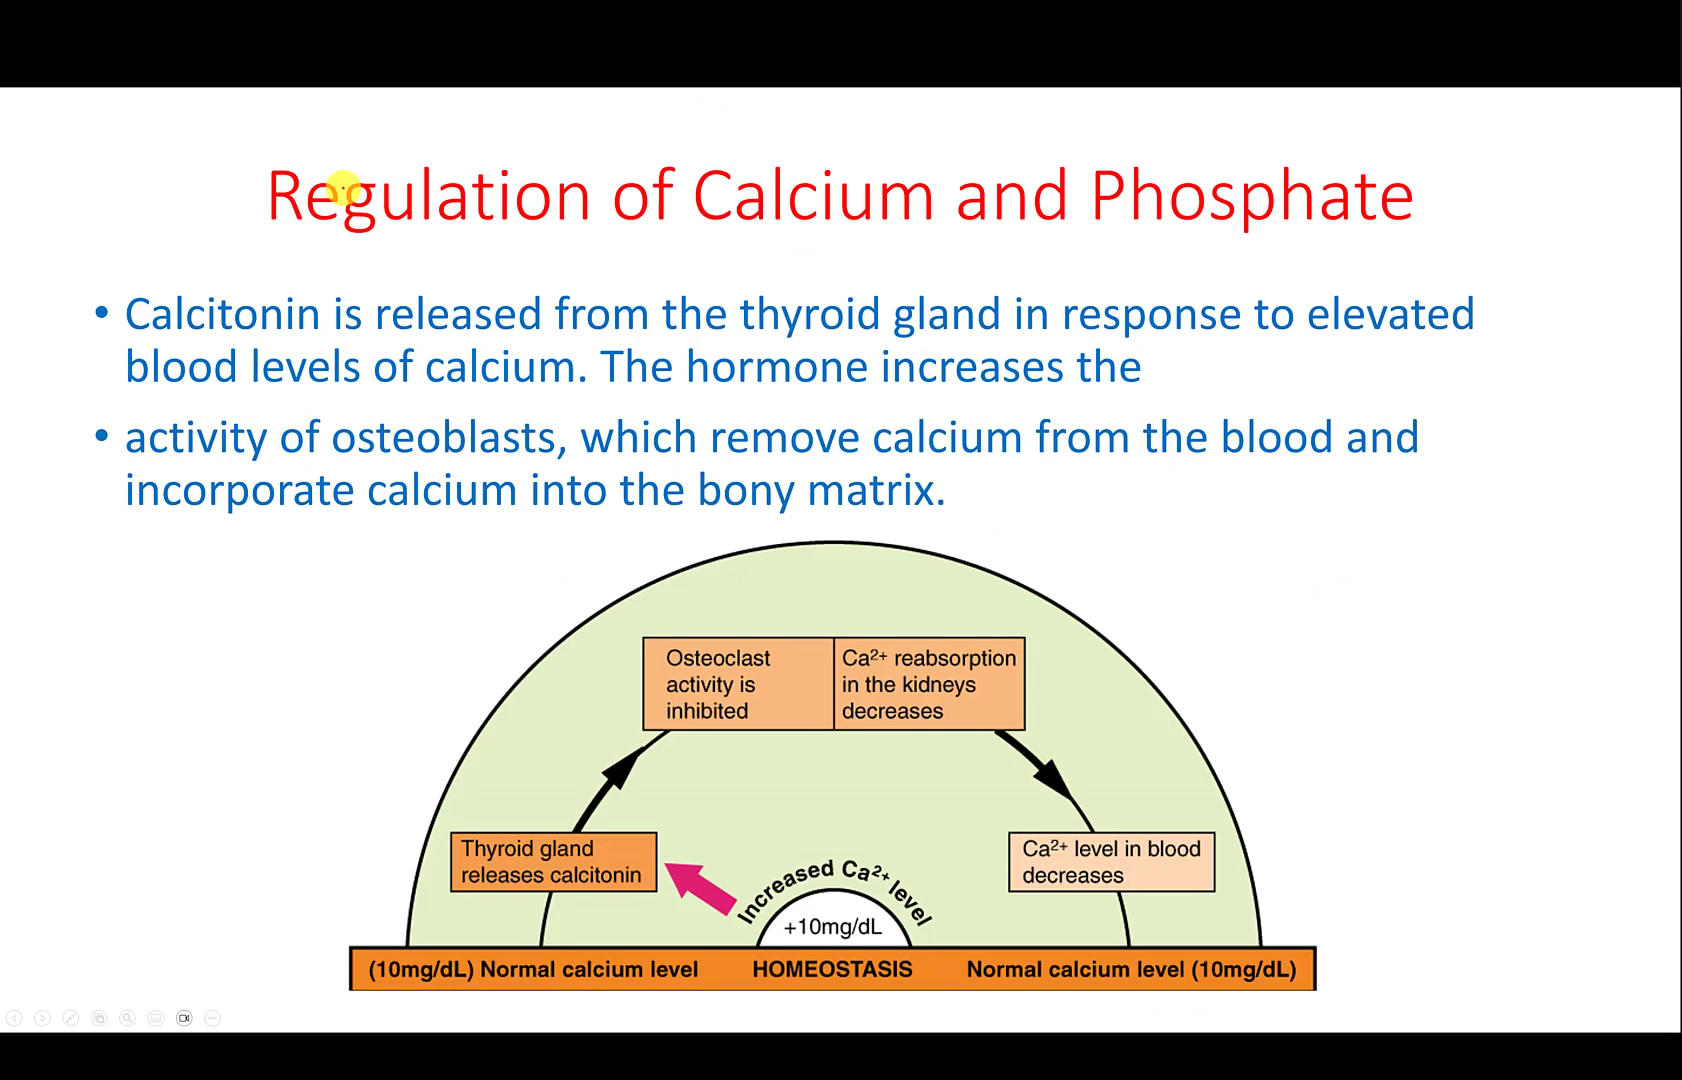 Regulation of Calcium and Phosphate
• Calcitonin is released from the thyroid gland in response to elevated
blood levels of calcium. The hormone increases the
• activity of osteoblasts, which remove calcium from the blood and
incorporate calcium into the bony matrix.
Osteoclast
activity is
inhibited
Ca²⁺ reabsorption
in the kidneys
decreases
Thyroid gland
releases calcitonin
Increased Ca²⁺ level
+10mg/dL
Ca²⁺ level in blood
decreases
(10mg/dL) Normal calcium level
HOMEOSTASIS
Normal calcium level (10mg/dL)